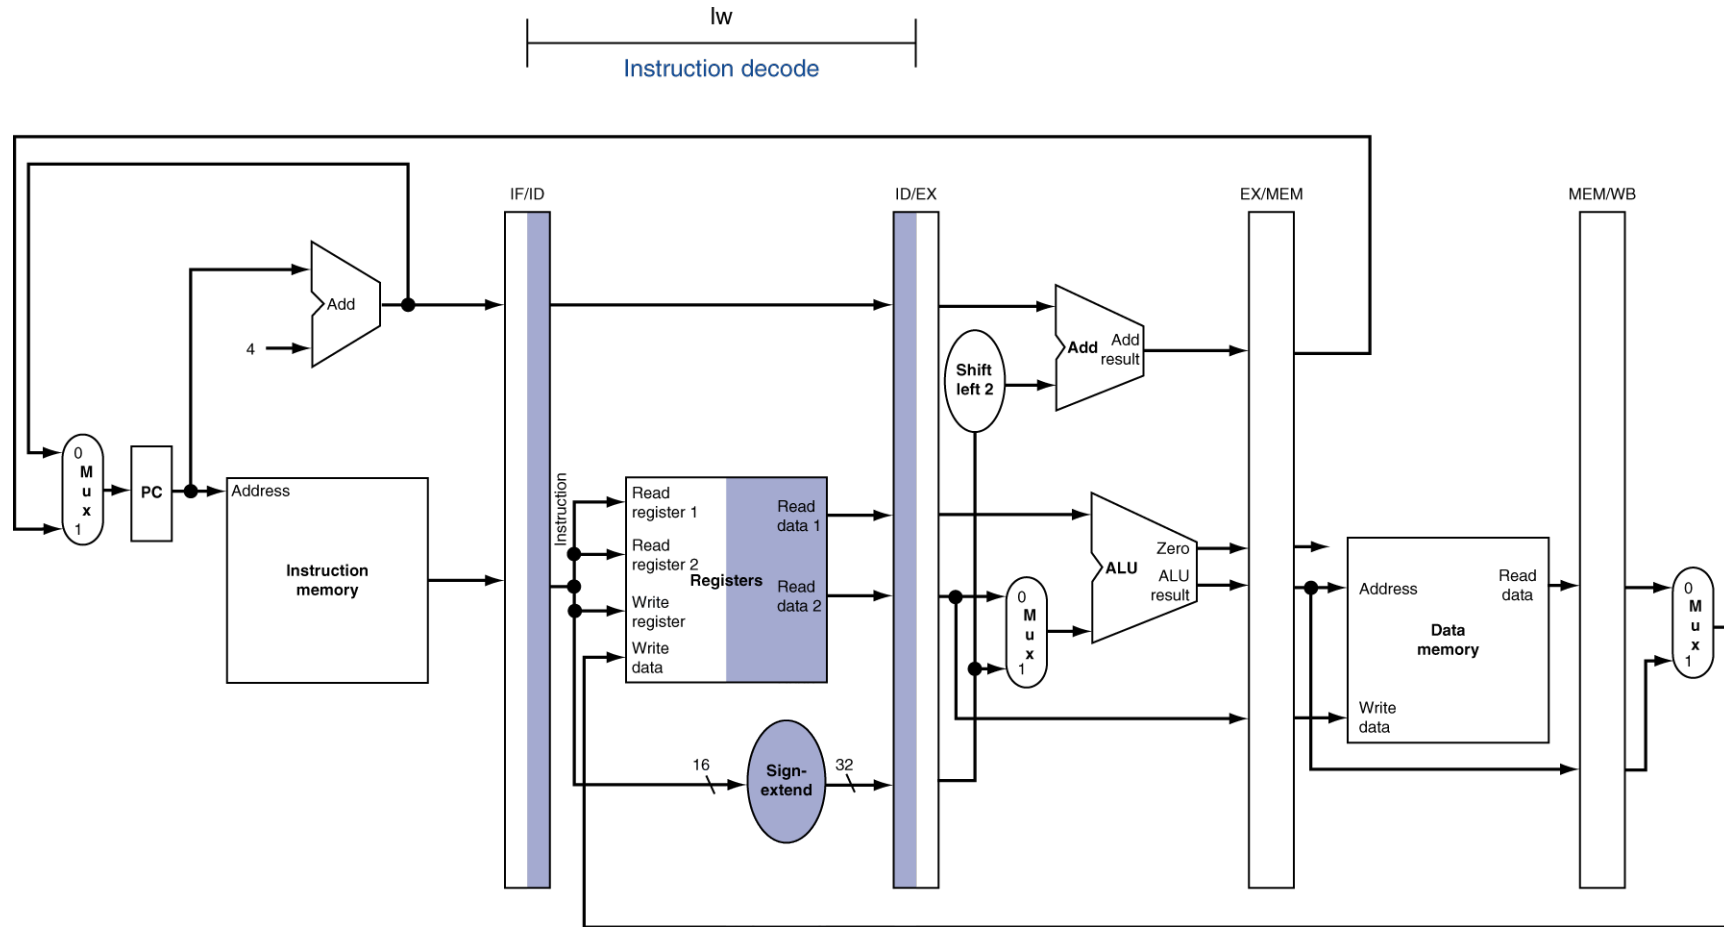 lw
Instruction decode
IF/ID
ID/EX
EX/MEM
MEM/WB
Add
4
Add
Add
result
Shift
left 2
0
M
u
x
1
PC
Address
Instruction
memory
Instruction
Read
register 1
Read
register 2
Write
register
Write
data
Registers
Read
data 1
Read
data 2
16
Sign-
extend
32
0
M
u
x
1
ALU
Zero
ALU
result
Address
Read
data
Data
memory
Write
data
0
M
u
x
1